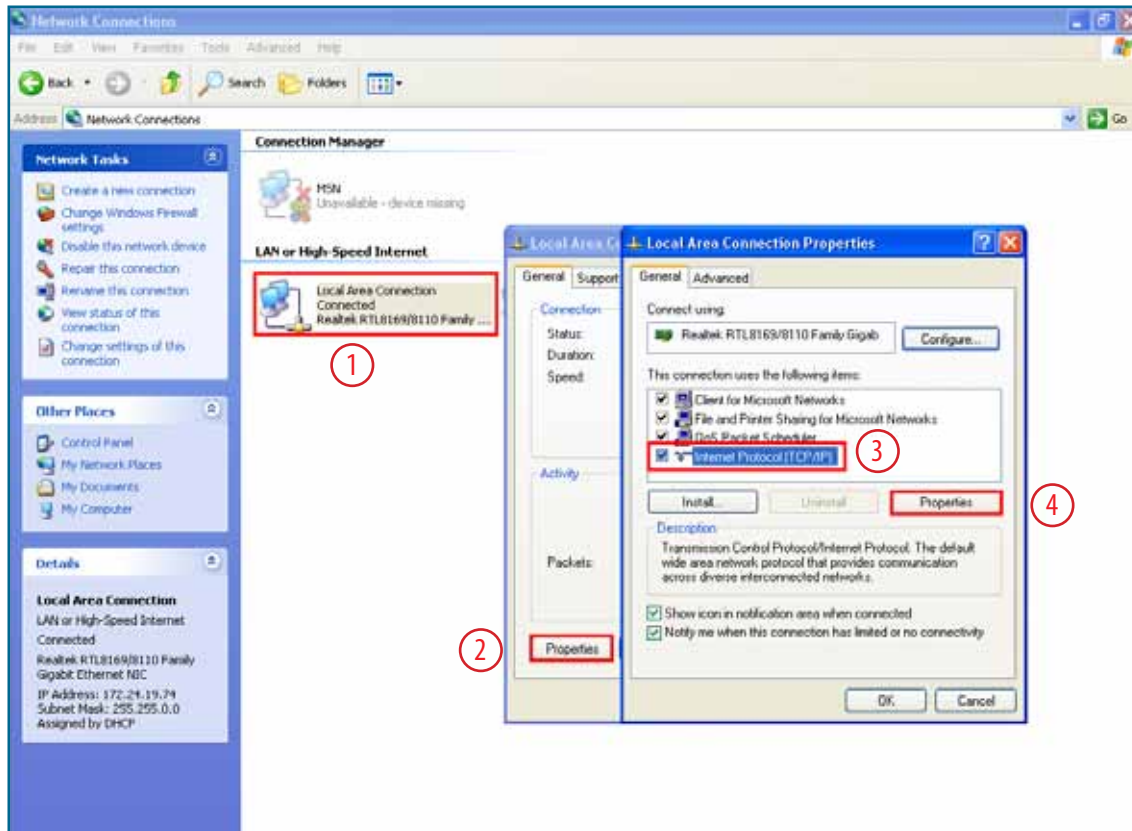 Network Connections
File Edit View Favorites Tools Advanced Help
Back Search Folders
Address Network Connections Go
Network Tasks
Create a new connection
Change Windows Firewall
settings
Disable this network device
Repair this connection
Rename this connection
View status of this
connection
Change settings of this
connection
Other Places
Control Panel
My Network Places
My Documents
My Computer
Details
Local Area Connection
LAN or High-Speed Internet
Connected
Realtek RTL8169/8110 Family
Gigabit Ethernet NIC
IP Address: 172.24.19.74
Subnet Mask: 255.255.0.0
Assigned by DHCP
Connection Manager
MSN
Unavailable - device missing
LAN or High-Speed Internet
Local Area Connection
Connected
Realtek RTL8169/8110 Family ...
1
Local Area Co
General Support
Connection
Status:
Duration:
Speed:
Activity
Packets:
Properties
2
Local Area Connection Properties
General Advanced
Connect using:
Realtek RTL8169/8110 Family Gigab
Configure...
This connection uses the following items:
Client for Microsoft Networks
File and Printer Sharing for Microsoft Networks
QoS Packet Scheduler
Internet Protocol (TCP/IP)
3
Install... Uninstall Properties
4
Description
Transmission Control Protocol/Internet Protocol. The default
wide area network protocol that provides communication
across diverse interconnected networks.
Show icon in notification area when connected
Notify me when this connection has limited or no connectivity
OK Cancel